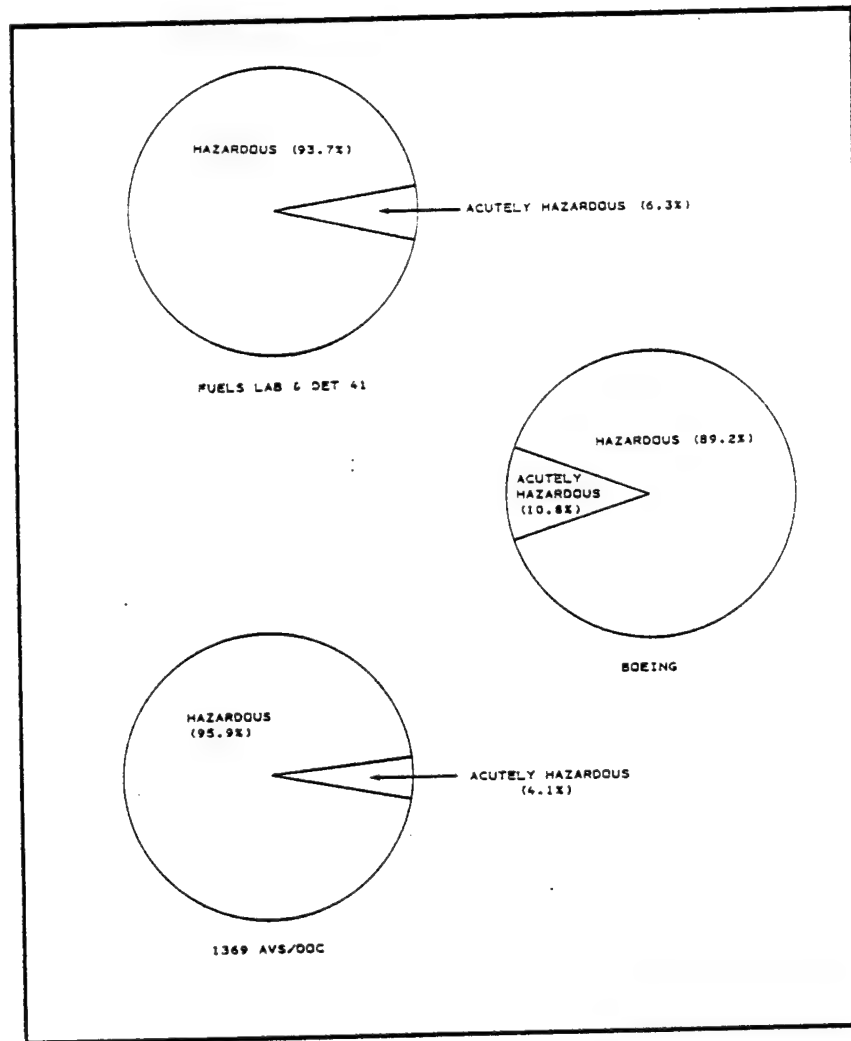 HAZARDOUS (93.7%)
ACUTELY HAZARDOUS (6.3%)
FUELS LAB & DET 41
HAZARDOUS (89.2%)
ACUTELY
HAZARDOUS
(10.8%)
BOEING
HAZARDOUS
(95.9%)
ACUTELY HAZARDOUS
(4.1%)
1369 AVS/DOC